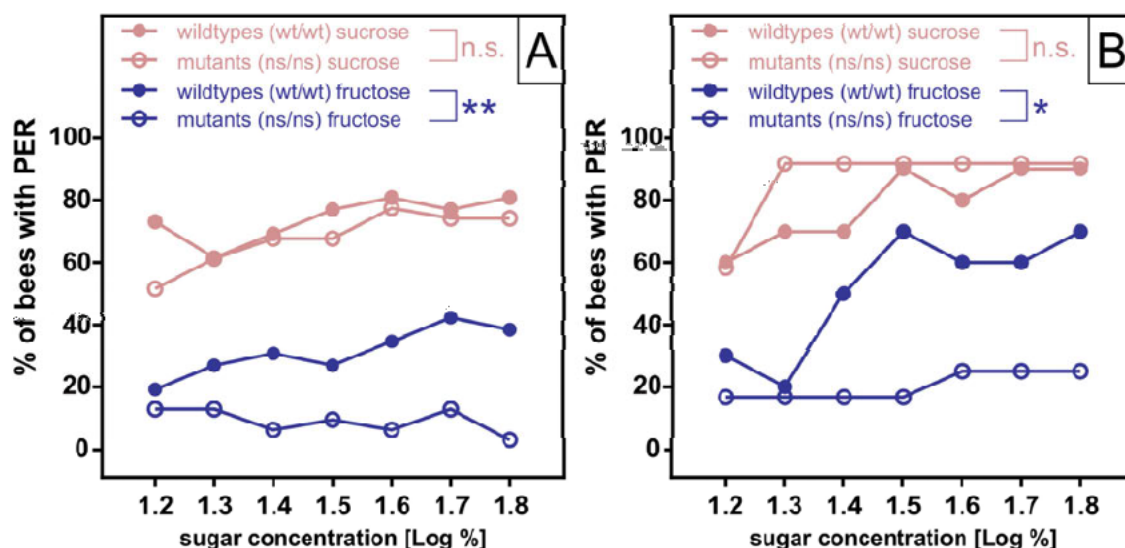 wildtypes (wt/wt) sucrose
mutants (ns/ns) sucrose
n.s.
wildtypes (wt/wt) fructose
mutants (ns/ns) fructose
**
A
% of bees with PER
100
80
60
40
20
0
1.2 1.3 1.4 1.5 1.6 1.7 1.8
sugar concentration [Log %]
wildtypes (wt/wt) sucrose
mutants (ns/ns) sucrose
n.s.
wildtypes (wt/wt) fructose
mutants (ns/ns) fructose
*
B
% of bees with PER
100
80
60
40
20
0
1.2 1.3 1.4 1.5 1.6 1.7 1.8
sugar concentration [Log %]